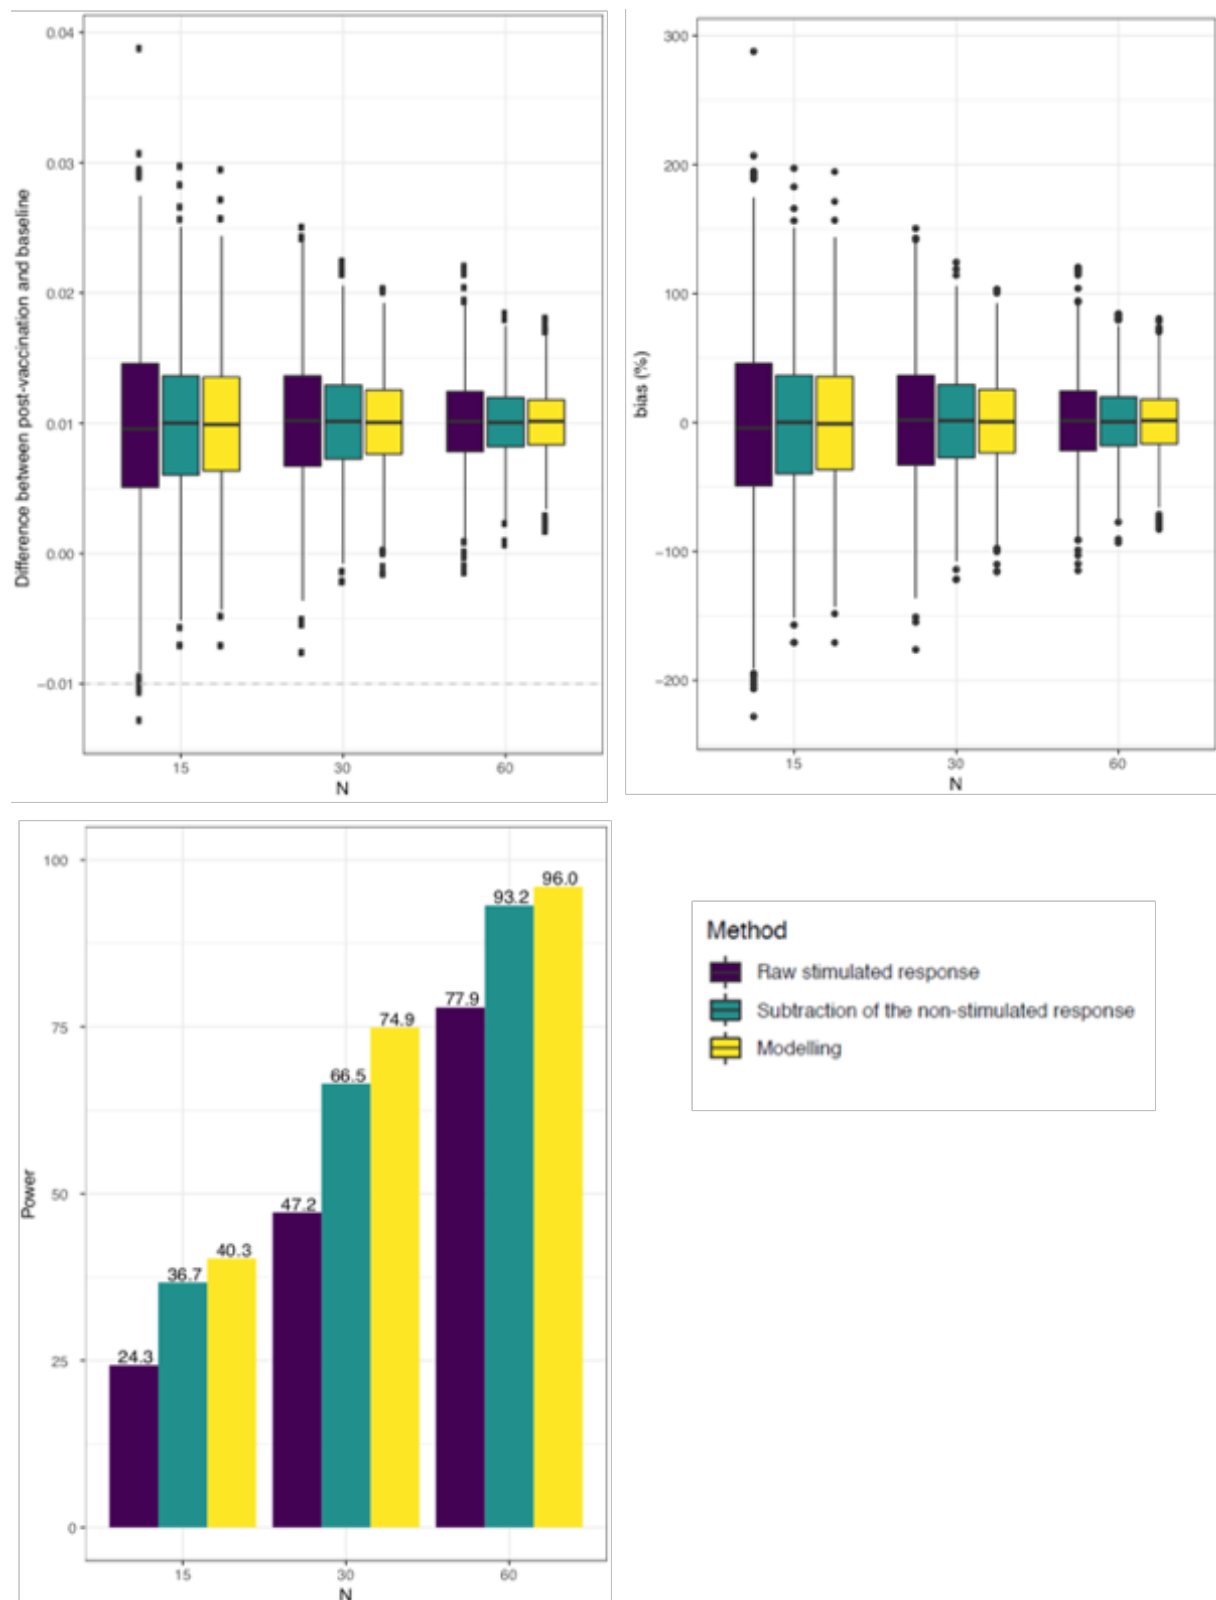 0.04
0.03
0.02
0.01
0.00
−0.01
Difference between post-vaccination and baseline
15 30 60
N
300
200
100
0
−100
−200
bias (%)
15 30 60
N
100
75
50
25
0
Power
24.3 36.7 40.3 47.2 66.5 74.9 77.9 93.2 96.0
15 30 60
N
Method
Raw stimulated response
Subtraction of the non-stimulated response
Modelling